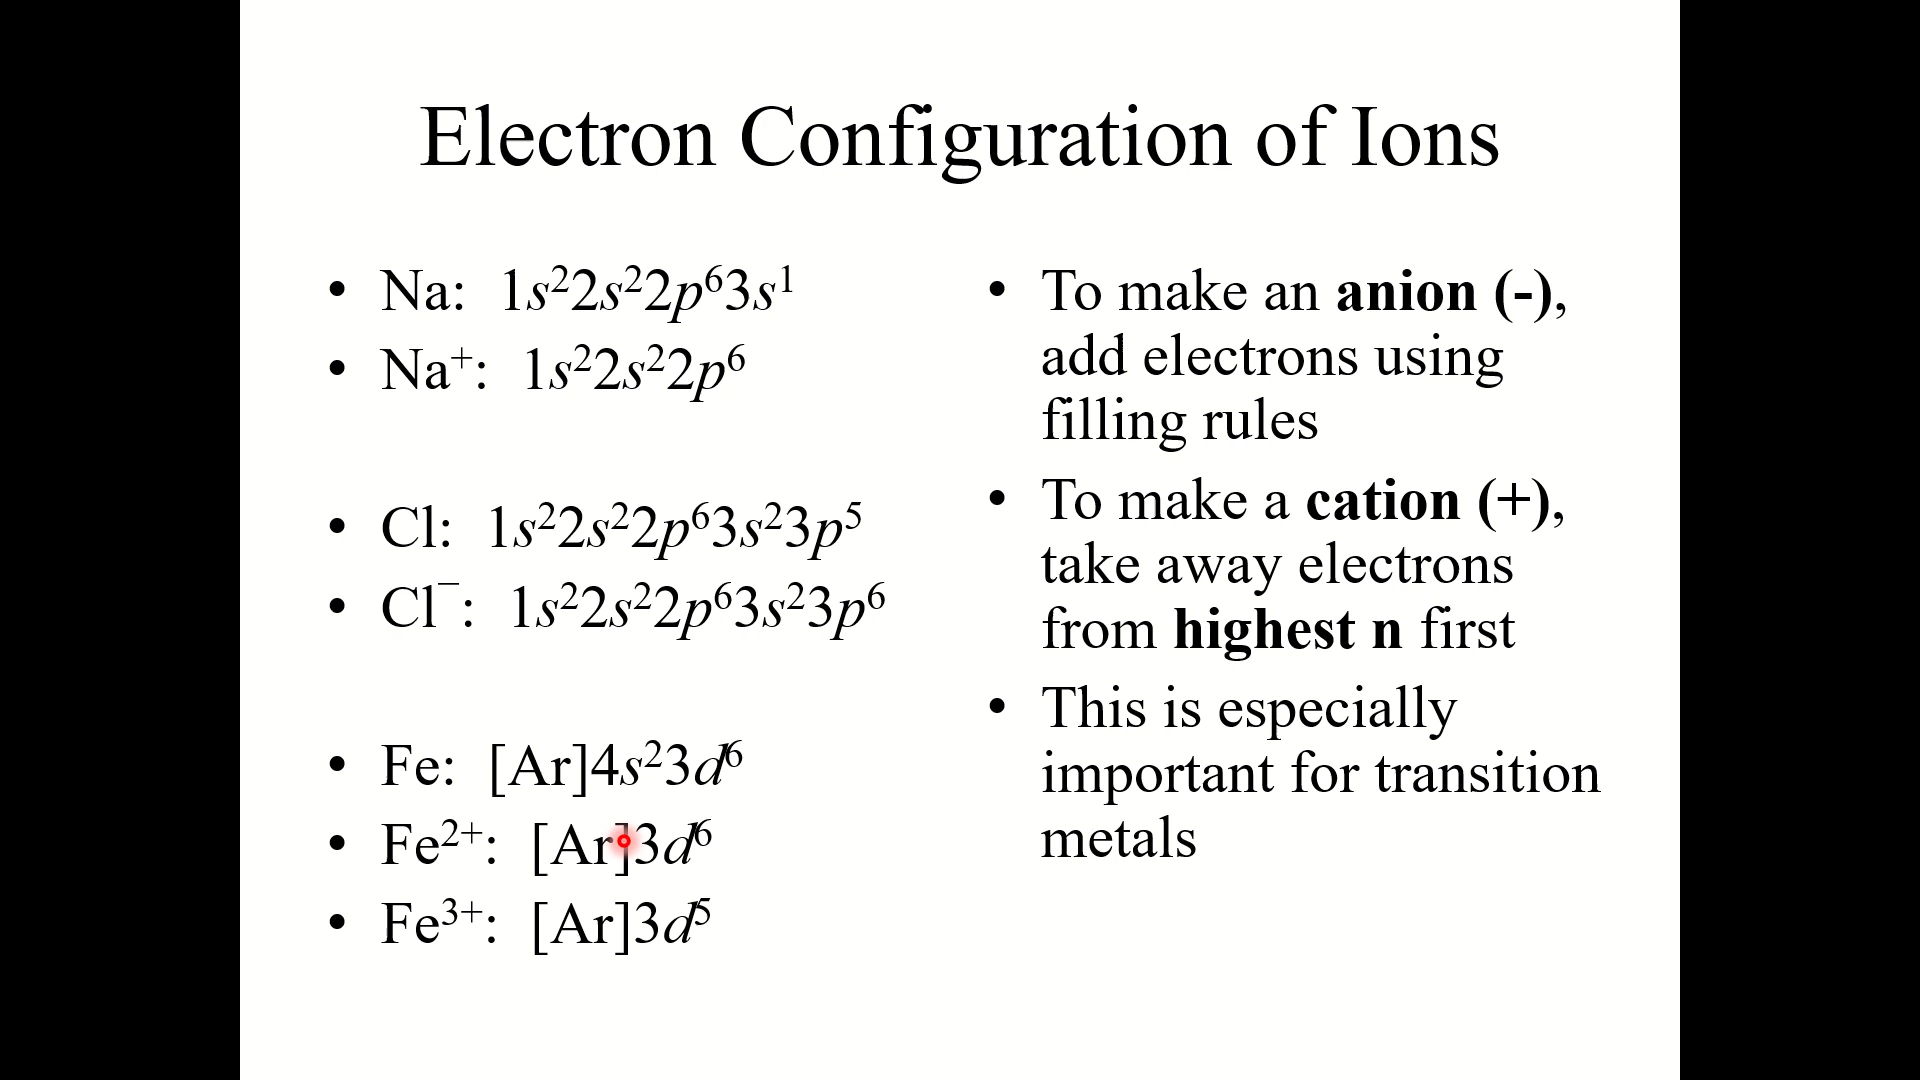 Electron Configuration of Ions
• Na: 1s²2s²2p⁶3s¹
• Na⁺: 1s²2s²2p⁶
• Cl: 1s²2s²2p⁶3s²3p⁵
• Cl⁻: 1s²2s²2p⁶3s²3p⁶
• Fe: [Ar]4s²3d⁶
• Fe²⁺: [Ar]3d⁶
• Fe³⁺: [Ar]3d⁵
• To make an anion (-),
add electrons using
filling rules
• To make a cation (+),
take away electrons
from highest n first
• This is especially
important for transition
metals